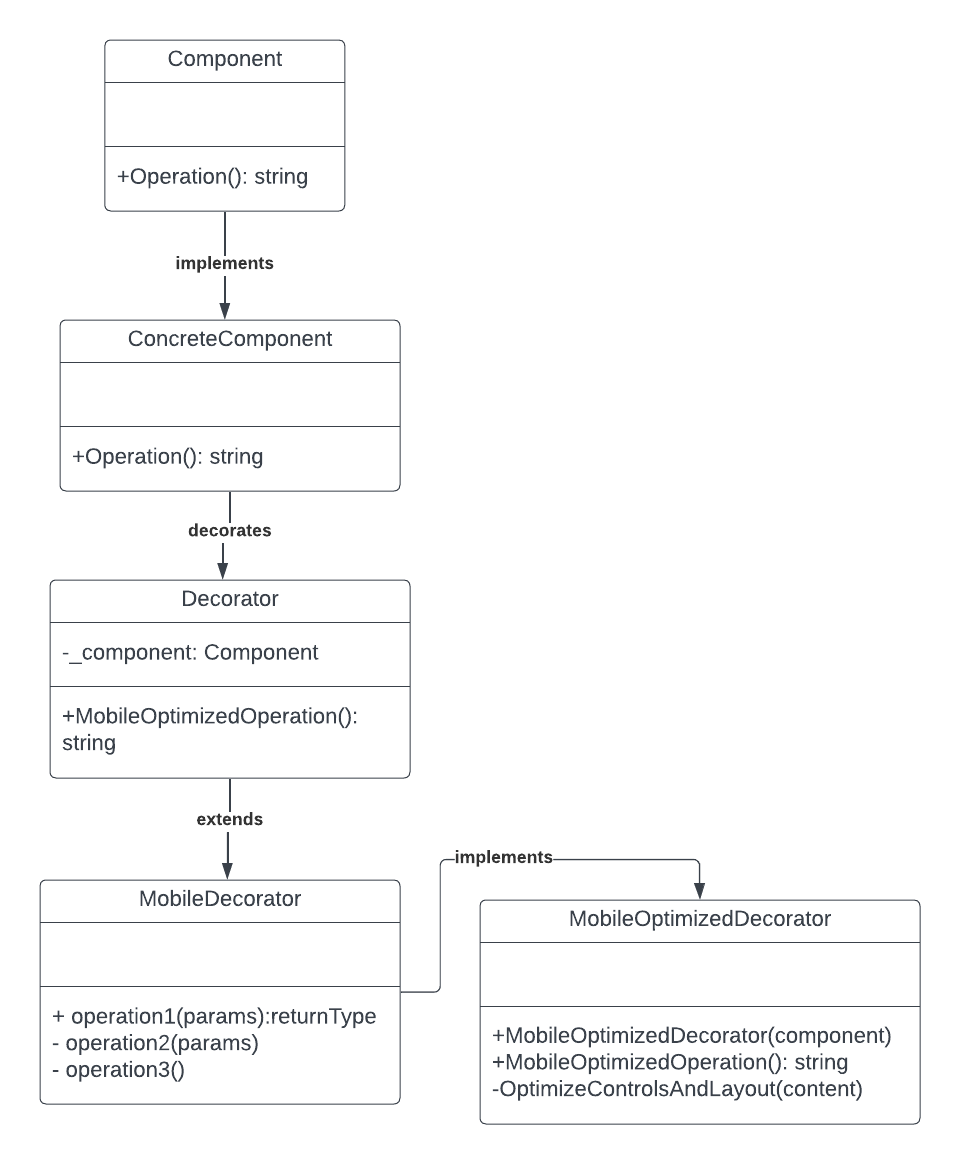 Component
+Operation(): string
implements
ConcreteComponent
+Operation(): string
decorates
Decorator
-_component: Component
+MobileOptimizedOperation():
string
extends
MobileDecorator
+ operation1(params):returnType
- operation2(params)
- operation3()
implements
MobileOptimizedDecorator
+MobileOptimizedDecorator(component)
+MobileOptimizedOperation(): string
-OptimizeControlsAndLayout(content)